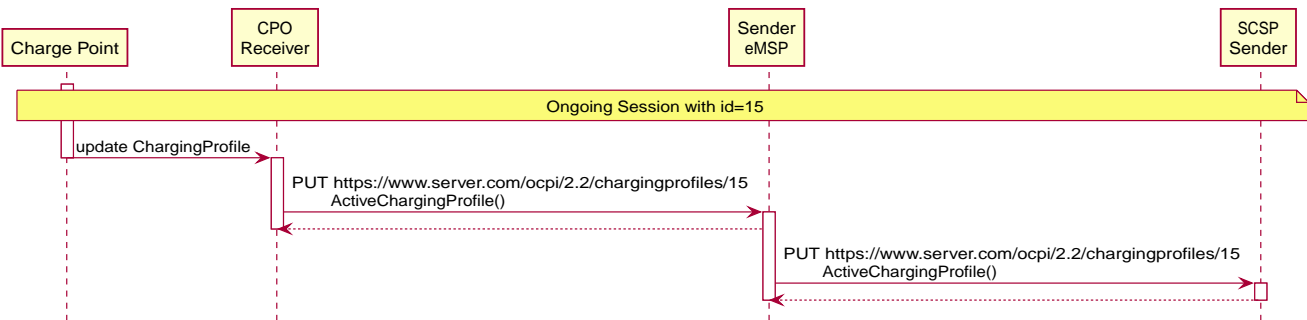 Charge Point
CPO
Receiver
Sender
eMSP
SCSP
Sender
Ongoing Session with id=15
update ChargingProfile
PUT https://www.server.com/ocpi/2.2/chargingprofiles/15
ActiveChargingProfile()
PUT https://www.server.com/ocpi/2.2/chargingprofiles/15
ActiveChargingProfile()